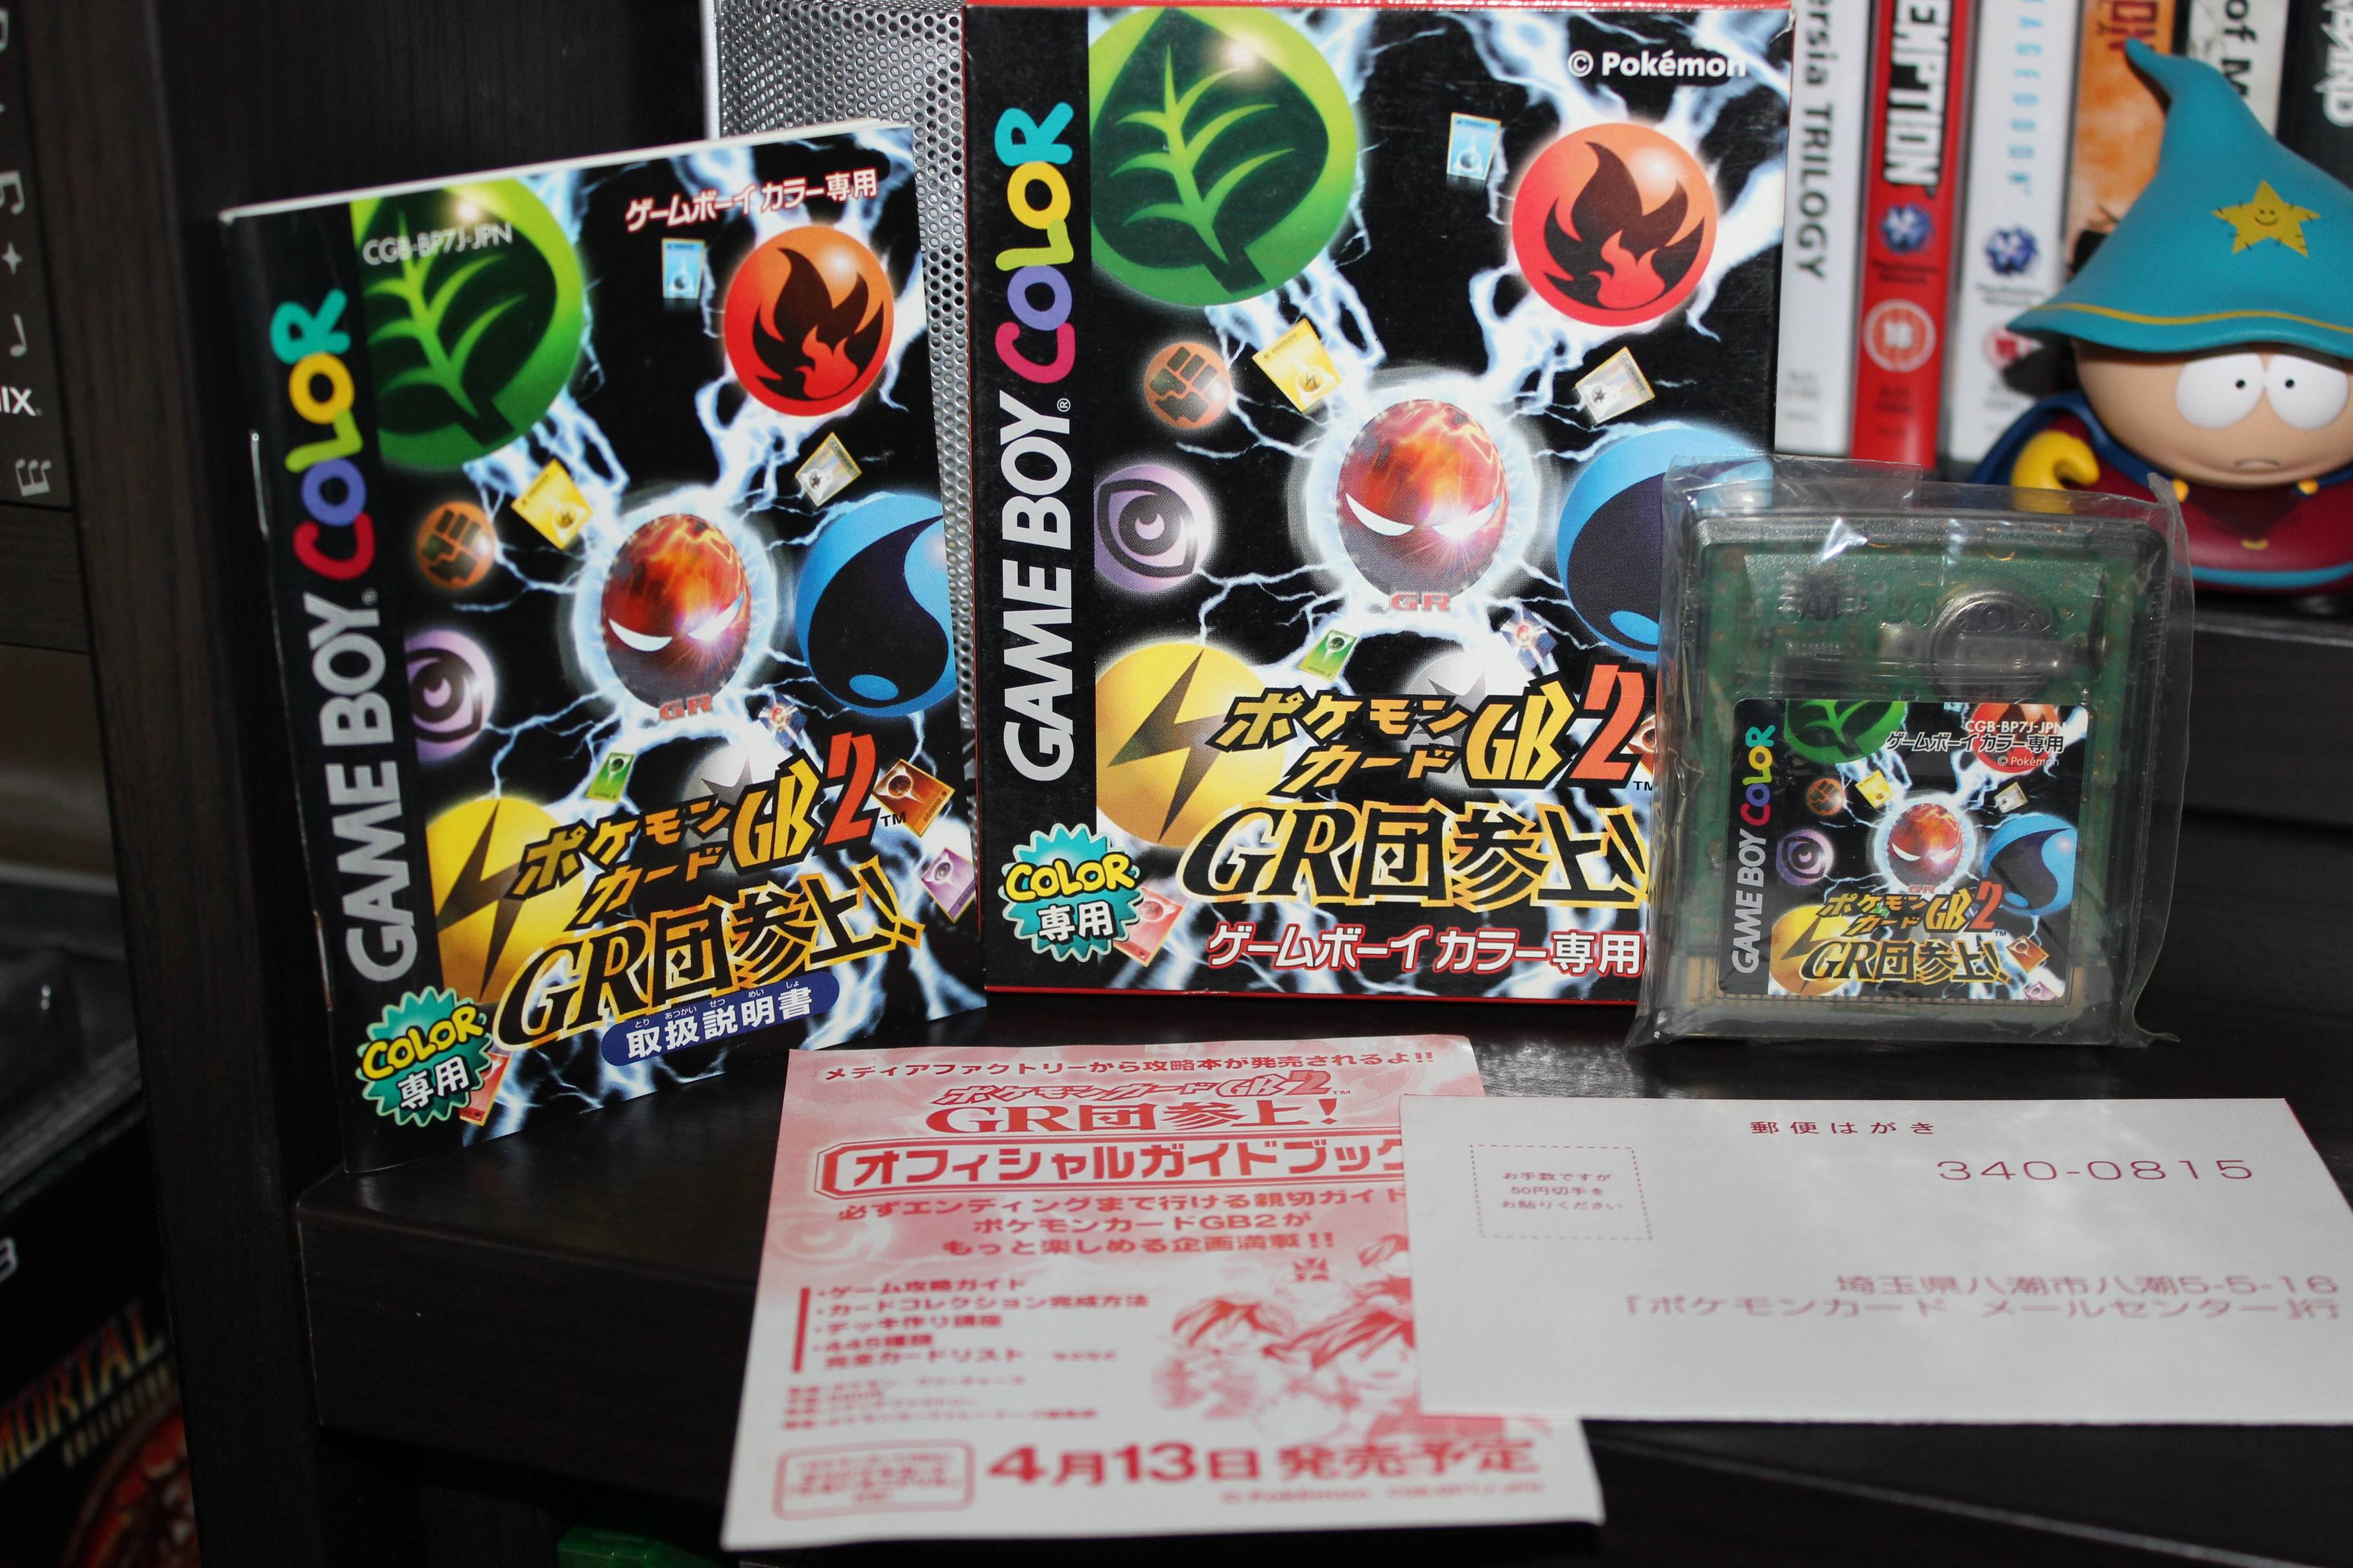 CGB-BP7J-JPN
ゲームボーイ カラー専用
GAME BOY COLOR
GR
ポケモン
カードGB2
GR団参上!
取扱説明書
とり あつかい せつ めい しょ
COLOR
専用
© Pokémon
GAME BOY COLOR
GR
ポケモン
カードGB2
GR団参上!
COLOR
専用
ゲームボーイ カラー専用
CGB-BP7J-JPN
ゲームボーイ カラー専用
© Pokémon
GAME BOY COLOR
GR
ポケモン
カードGB2
GR団参上!
メディアファクトリーから攻略本が発売されるよ!!
ポケモンカードGB2
GR団参上!
オフィシャルガイドブック
必ずエンディングまで行ける親切ガイド
ポケモンカードGB2が
もっと楽しめる企画満載!!
・ゲーム攻略ガイド
・カードコレクション完成方法
・デッキ作り講座
・445種類
完全カードリスト
4月13日 発売予定
© Pokémon
郵便はがき
340-0815
お手数ですが
50円切手を
お貼りください
埼玉県八潮市八潮5-5-16
「ポケモンカード メールセンター」行
ersia TRILOGY
EMPTION
of M
MORTAL